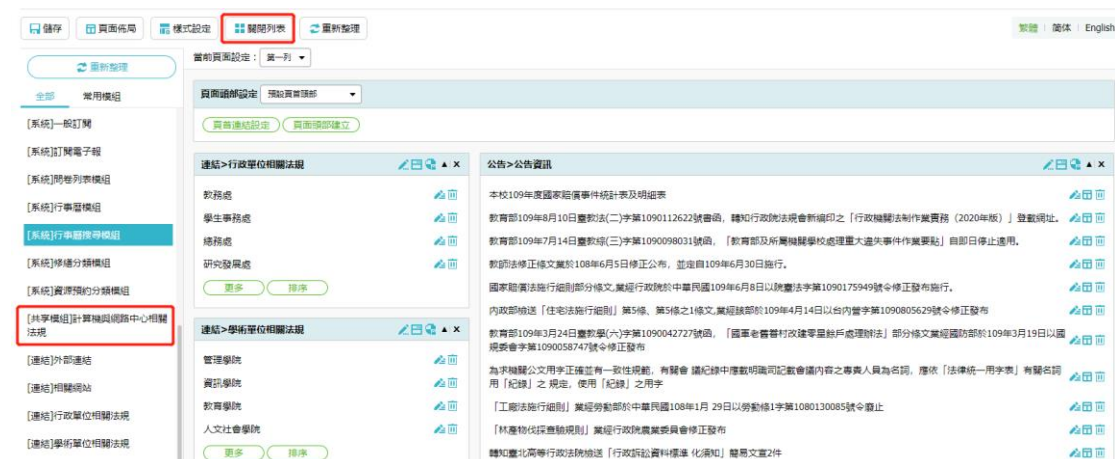 儲存
頁面佈局
樣式設定
關閉列表
重新整理
繁體 | 简体 | English
重新整理
全部
常用模組
[系統]一般訂閱
[系統]訂閱電子報
[系統]問卷列表模組
[系統]行事曆模組
[系統]行事曆搜尋模組
[系統]修繕分類模組
[系統]資源預約分類模組
[共享模組]計算機與網路中心相關
法規
[連結]外部連結
[連結]相關網站
[連結]行政單位相關法規
[連結]學術單位相關法規
當前頁面設定： 第一列
頁面頭部設定 預設頁首頭部
頁首連結設定
頁面頭部建立
連結>行政單位相關法規
教務處
學生事務處
總務處
研究發展處
更多
排序
連結>學術單位相關法規
管理學院
資訊學院
教育學院
人文社會學院
更多
排序
公告>公告資訊
本校109年度國家賠償事件統計表及明細表
教育部109年8月10日臺教法(二)字第1090112622號書函，轉知行政院法規會新編印之「行政機關法制作業實務（2020年版）」登載網址。
教育部109年7月14日臺教綜(三)字第1090098031號函，「教育部及所屬機關學校處理重大違失事件作業要點」自即日停止適用。
教師法修正條文業於108年6月5日修正公布，並定自109年6月30日施行。
國家賠償法施行細則部分條文,業經行政院於中華民國109年6月8日以院臺法字第1090175949號令修正發布施行。
內政部檢送「住宅法施行細則」第5條、第5條之1條文,業經該部於109年4月14日以台內營字第1090805629號令修正發布
教育部109年3月24日臺教學(六)字第1090042727號函，「國軍老舊眷村改建零星餘戶處理辦法」部分條文業經國防部於109年3月19日以國
規委會字第1090058747號令修正發布
為求機關公文用字正確並有一致性規範，有關會 議紀錄中應載明職司記載會議內容之專責人員為名詞，應依「法律統一用字表」有關名詞
用「紀錄」之 規定，使用「紀錄」之用字
「工廠法施行細則」業經勞動部於中華民國108年1月 29日以勞動條1字第1080130085號令廢止
「林產物伐採查驗規則」業經行政院農業委員會修正發布
轉知臺北高等行政法院檢送「行政訴訟資料標準 化須知」簡易文宣2件